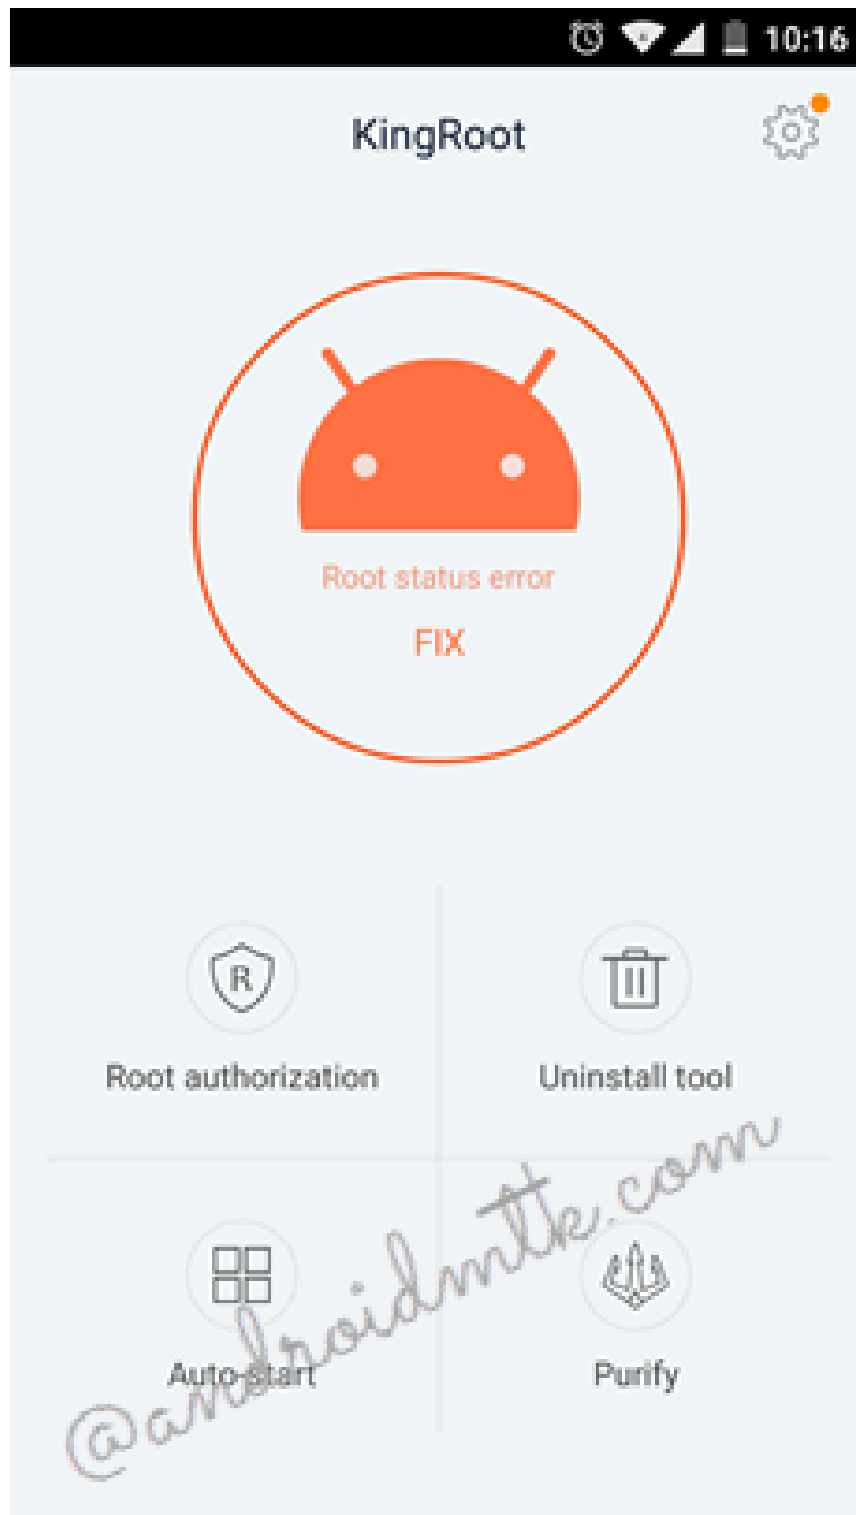 10:16
KingRoot
Root status error
FIX
R
Root authorization
Uninstall tool
Auto-start
Purify
@androidmtk.com